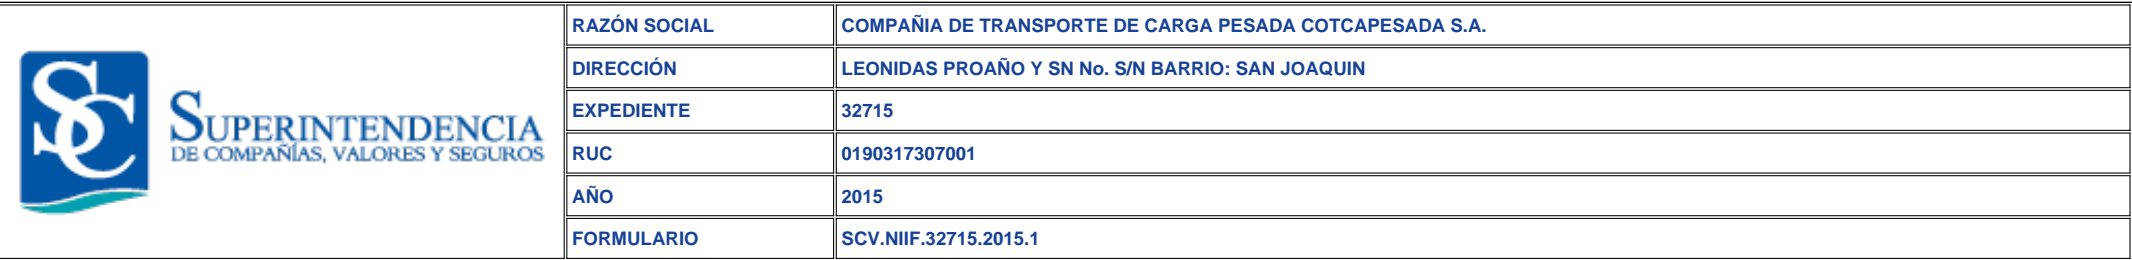 SC
SUPERINTENDENCIA
DE COMPAÑÍAS, VALORES Y SEGUROS
RAZÓN SOCIAL COMPAÑIA DE TRANSPORTE DE CARGA PESADA COTCAPESADA S.A.
DIRECCIÓN LEONIDAS PROAÑO Y SN No. S/N BARRIO: SAN JOAQUIN
EXPEDIENTE 32715
RUC 0190317307001
AÑO 2015
FORMULARIO SCV.NIIF.32715.2015.1